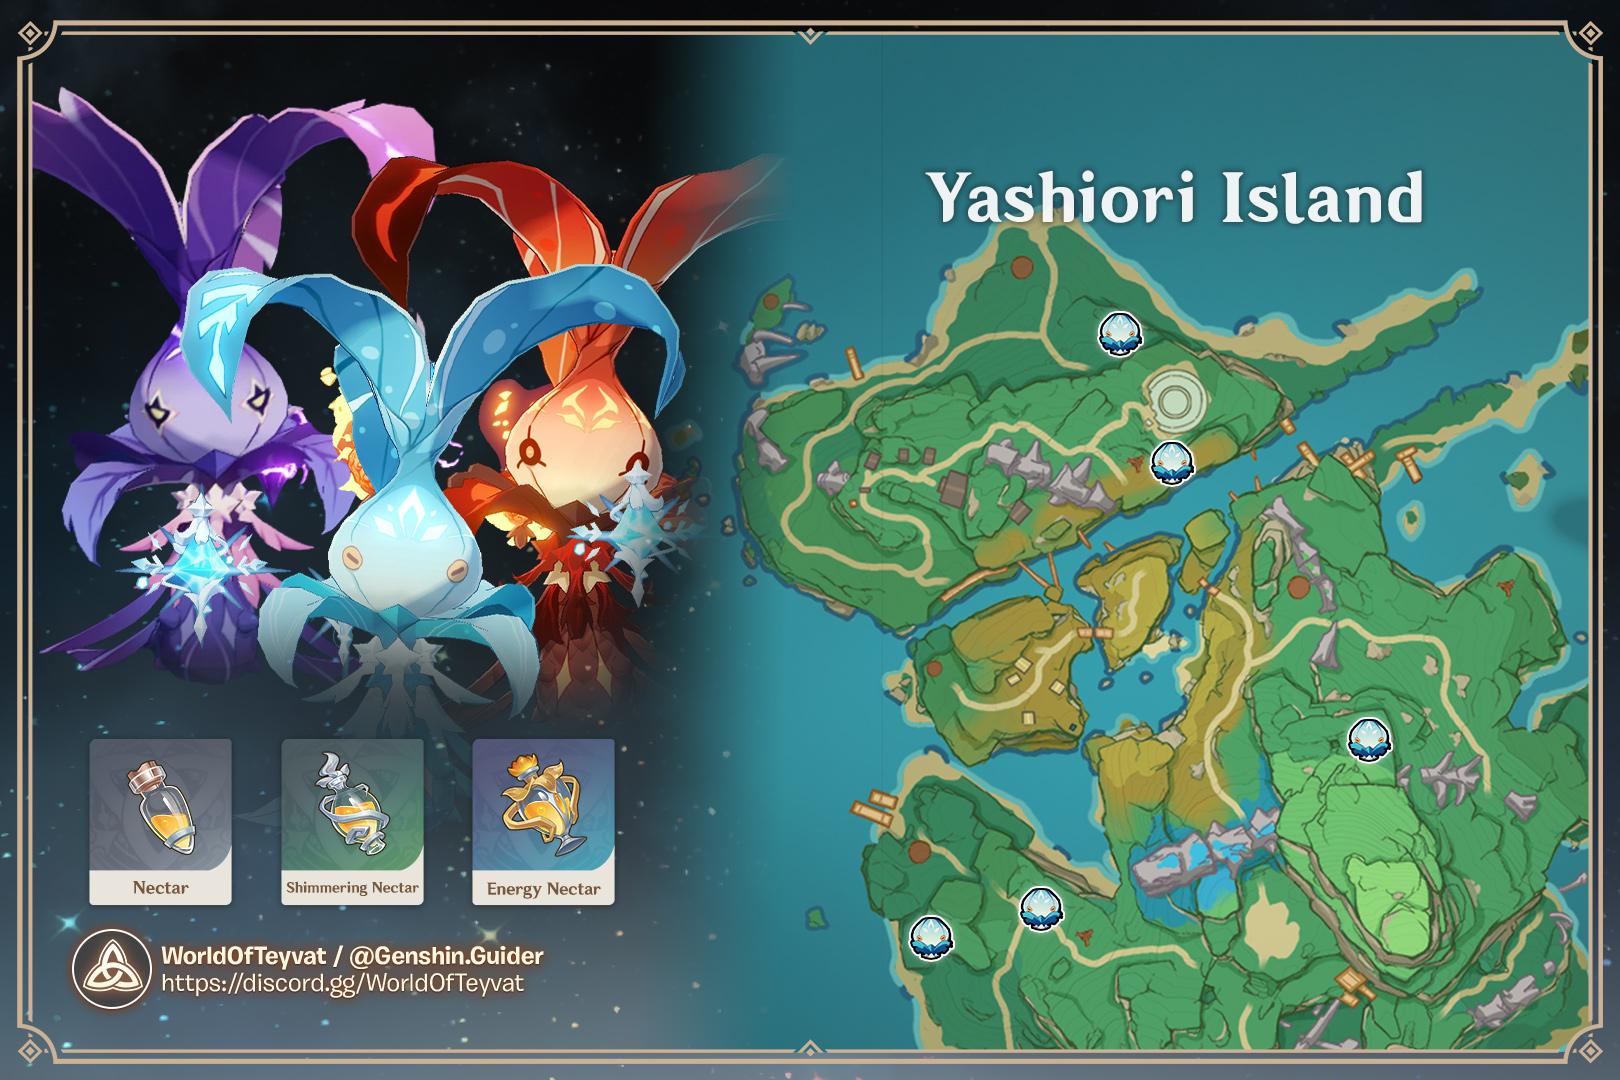 Yashiori Island
Nectar
Shimmering Nectar
Energy Nectar
WorldOfTeyvat / @Genshin.Guider
https://discord.gg/WorldOfTeyvat